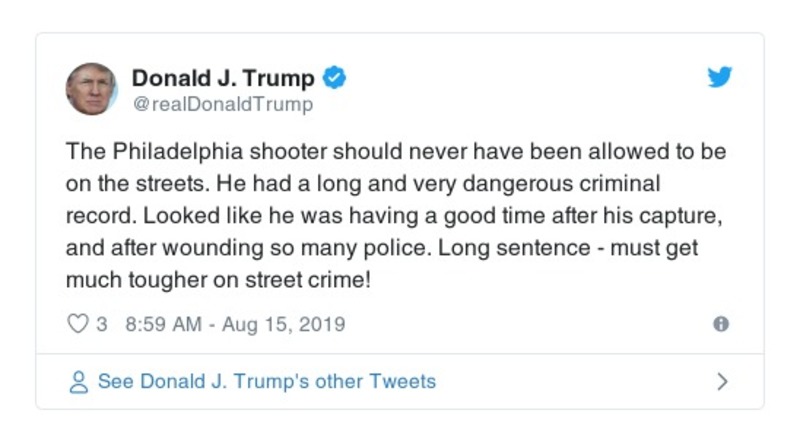 Donald J. Trump
@realDonaldTrump
The Philadelphia shooter should never have been allowed to be
on the streets. He had a long and very dangerous criminal
record. Looked like he was having a good time after his capture,
and after wounding so many police. Long sentence - must get
much tougher on street crime!
3 8:59 AM - Aug 15, 2019
See Donald J. Trump's other Tweets